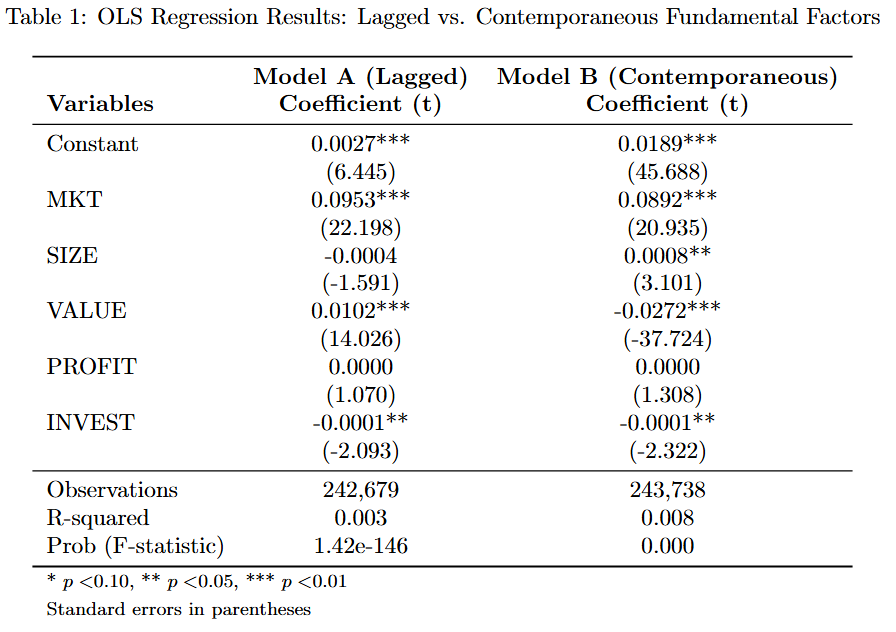 Table 1: OLS Regression Results: Lagged vs. Contemporaneous Fundamental Factors
Model A (Lagged) Model B (Contemporaneous)
Variables Coefficient (t) Coefficient (t)
Constant 0.0027*** 0.0189***
(6.445) (45.688)
MKT 0.0953*** 0.0892***
(22.198) (20.935)
SIZE -0.0004 0.0008**
(-1.591) (3.101)
VALUE 0.0102*** -0.0272***
(14.026) (-37.724)
PROFIT 0.0000 0.0000
(1.070) (1.308)
INVEST -0.0001** -0.0001**
(-2.093) (-2.322)
Observations 242,679 243,738
R-squared 0.003 0.008
Prob (F-statistic) 1.42e-146 0.000
* p <0.10, ** p <0.05, *** p <0.01
Standard errors in parentheses